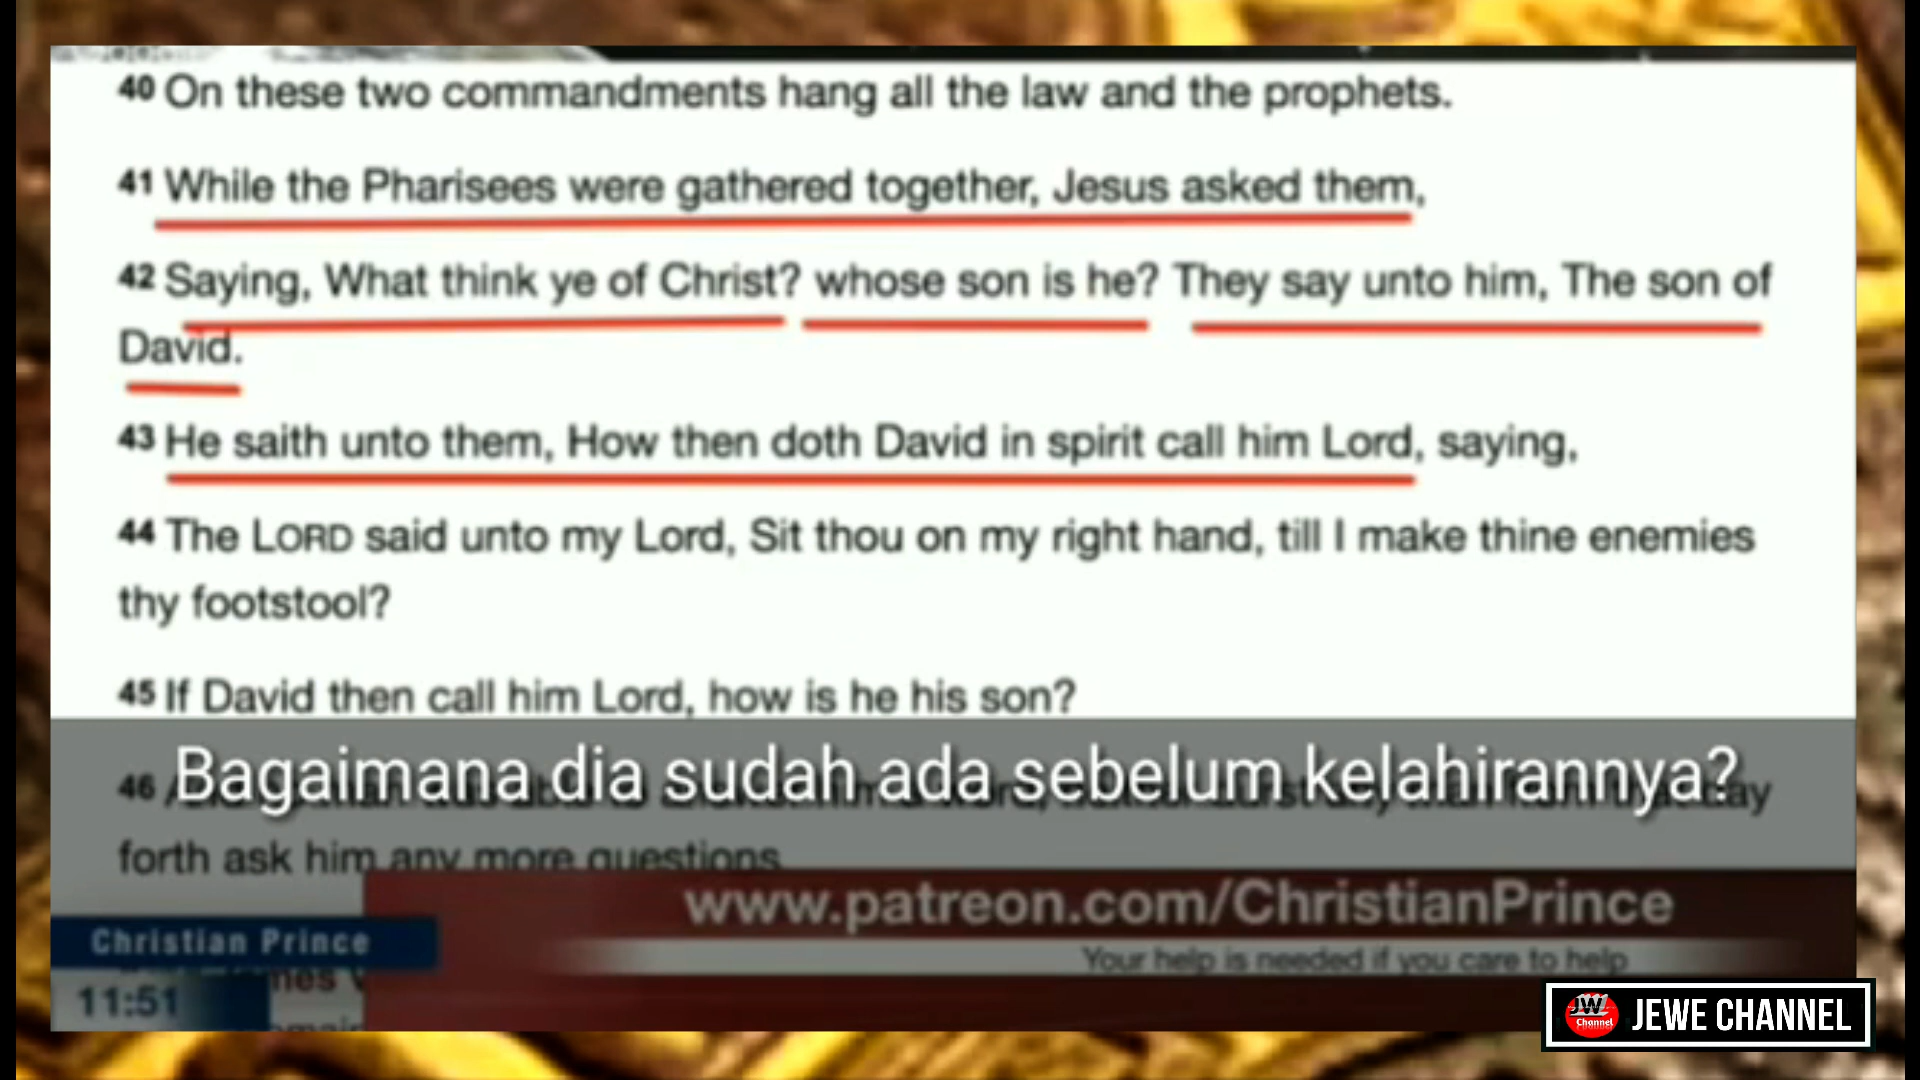 40 On these two commandments hang all the law and the prophets.
41 While the Pharisees were gathered together, Jesus asked them,
42 Saying, What think ye of Christ? whose son is he? They say unto him, The son of
David.
43 He saith unto them, How then doth David in spirit call him Lord, saying,
44 The LORD said unto my Lord, Sit thou on my right hand, till I make thine enemies
thy footstool?
45 If David then call him Lord, how is he his son?
Bagaimana dia sudah ada sebelum kelahirannya?
46
forth ask him any more questions
www.patreon.com/ChristianPrince
Christian Prince
Your help is needed if you care to help
11:51
JW Channel
JEWE CHANNEL